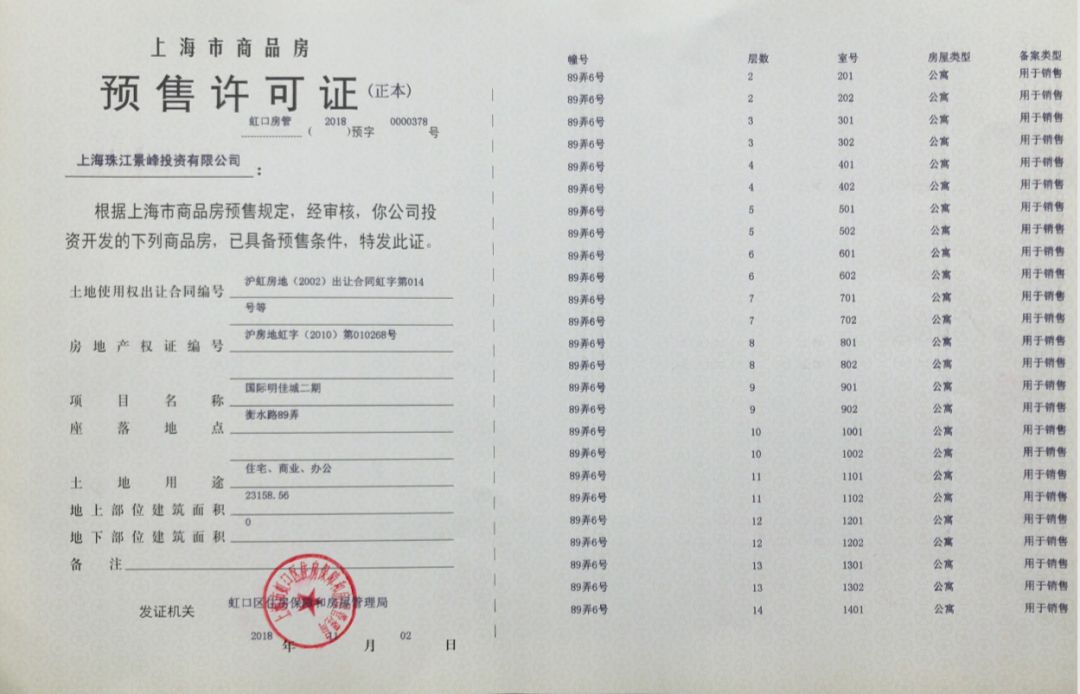 上海市商品房
预售许可证(正本)
虹口房管(2018)预字0000378号
上海珠江景峰投资有限公司:
根据上海市商品房预售规定,经审核,你公司投
资开发的下列商品房,已具备预售条件,特发此证。
土地使用权出让合同编号 沪虹房地(2002)出让合同虹字第014
号等
房地产权证编号 沪房地虹字(2010)第010268号
项目名称 国际明佳城二期
座落地点 衡水路89弄
土地用途 住宅、商业、办公
地上部位建筑面积 23158.56
地下部位建筑面积 0
备注
发证机关 虹口区住房保障和房屋管理局
2018年11月02日
幢号 层数 室号 房屋类型 备案类型
89弄6号 2 201 公寓 用于销售
89弄6号 2 202 公寓 用于销售
89弄6号 3 301 公寓 用于销售
89弄6号 3 302 公寓 用于销售
89弄6号 4 401 公寓 用于销售
89弄6号 4 402 公寓 用于销售
89弄6号 5 501 公寓 用于销售
89弄6号 5 502 公寓 用于销售
89弄6号 6 601 公寓 用于销售
89弄6号 6 602 公寓 用于销售
89弄6号 7 701 公寓 用于销售
89弄6号 7 702 公寓 用于销售
89弄6号 8 801 公寓 用于销售
89弄6号 8 802 公寓 用于销售
89弄6号 9 901 公寓 用于销售
89弄6号 9 902 公寓 用于销售
89弄6号 10 1001 公寓 用于销售
89弄6号 10 1002 公寓 用于销售
89弄6号 11 1101 公寓 用于销售
89弄6号 11 1102 公寓 用于销售
89弄6号 12 1201 公寓 用于销售
89弄6号 12 1202 公寓 用于销售
89弄6号 13 1301 公寓 用于销售
89弄6号 13 1302 公寓 用于销售
89弄6号 14 1401 公寓 用于销售